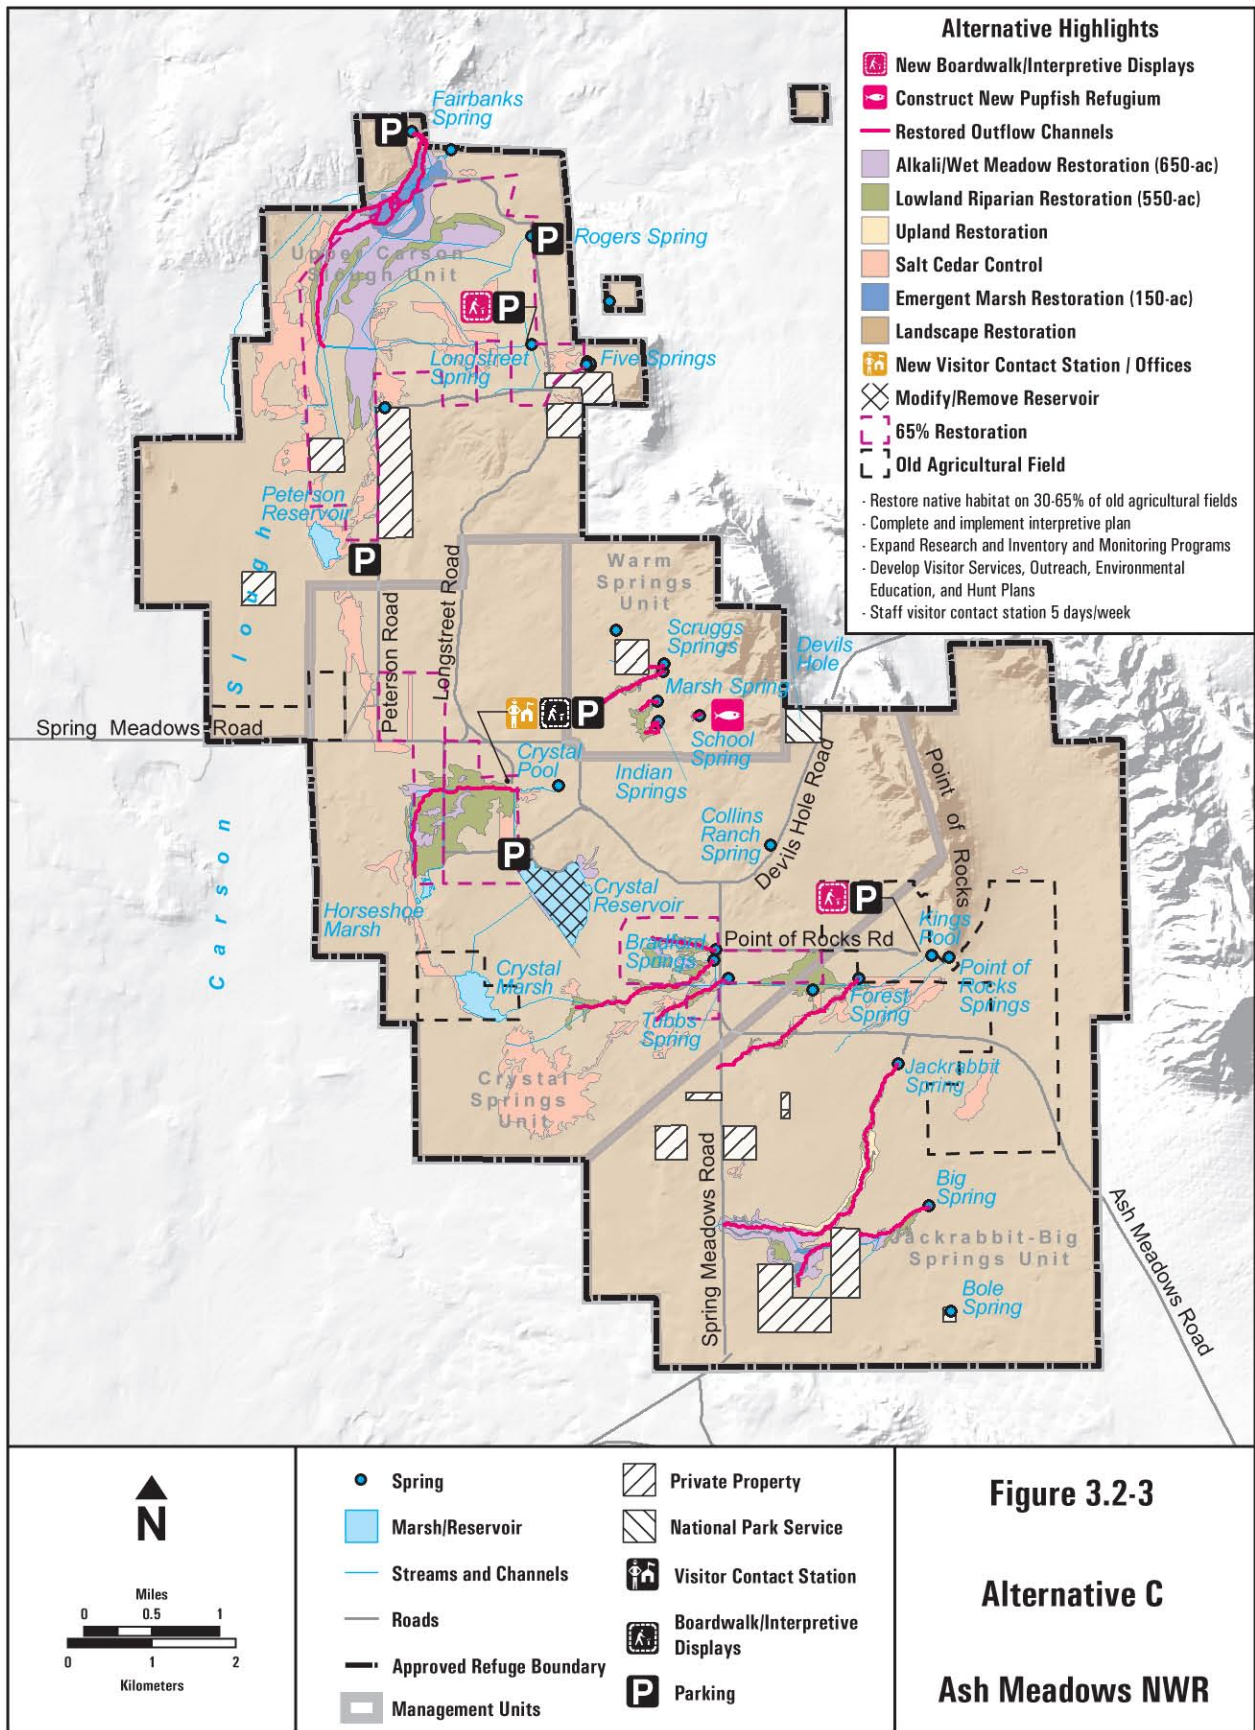 Alternative Highlights
New Boardwalk/Interpretive Displays
Construct New Pupfish Refugium
Restored Outflow Channels
Alkali/Wet Meadow Restoration (650-ac)
Lowland Riparian Restoration (550-ac)
Upland Restoration
Salt Cedar Control
Emergent Marsh Restoration (150-ac)
Landscape Restoration
New Visitor Contact Station / Offices
Modify/Remove Reservoir
65% Restoration
Old Agricultural Field
- Restore native habitat on 30-65% of old agricultural fields
- Complete and implement interpretive plan
- Expand Research and Inventory and Monitoring Programs
- Develop Visitor Services, Outreach, Environmental
Education, and Hunt Plans
- Staff visitor contact station 5 days/week
Fairbanks
Spring
P
P
Rogers Spring
Upper Carson
Slough Unit
P
Longstreet
Spring
Five Springs
Peterson
Reservoir
P
Slough
Carson
Warm
Springs
Unit
Peterson Road
Longstreet Road
Scruggs
Springs
Devils
Hole
Marsh Spring
P
School
Spring
Spring Meadows Road
Crystal
Pool
Indian
Springs
Collins
Ranch
Spring
Devils Hole Road
Point of Rocks
P
Crystal
Reservoir
Horseshoe
Marsh
P
Kings
Pool
Bradford
Springs
Point of Rocks Rd
Crystal
Marsh
Point of
Rocks
Springs
Forest
Spring
Tubbs
Spring
Jackrabbit
Spring
Crystal
Springs
Unit
Spring Meadows Road
Big
Spring
Jackrabbit-Big
Springs Unit
Ash Meadows Road
Bole
Spring
N
Miles
0 0.5 1
0 1 2
Kilometers
Spring
Marsh/Reservoir
Streams and Channels
Roads
Approved Refuge Boundary
Management Units
Private Property
National Park Service
Visitor Contact Station
Boardwalk/Interpretive
Displays
P Parking
Figure 3.2-3
Alternative C
Ash Meadows NWR